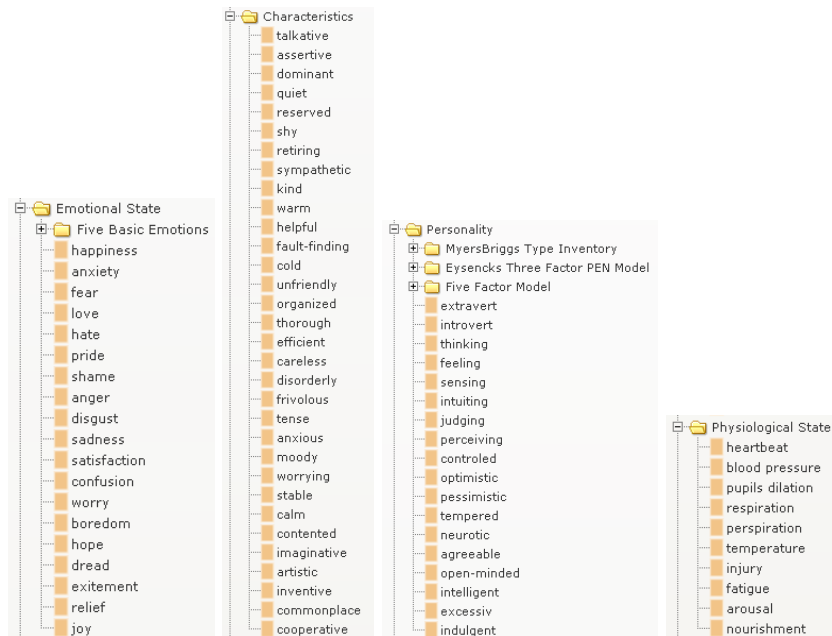 Emotional State
Five Basic Emotions
happiness
anxiety
fear
love
hate
pride
shame
anger
disgust
sadness
satisfaction
confusion
worry
boredom
hope
dread
exitement
relief
joy
Characteristics
talkative
assertive
dominant
quiet
reserved
shy
retiring
sympathetic
kind
warm
helpful
fault-finding
cold
unfriendly
organized
thorough
efficient
careless
disorderly
frivolous
tense
anxious
moody
worrying
stable
calm
contented
imaginative
artistic
inventive
commonplace
cooperative
Personality
MyersBriggs Type Inventory
Eysencks Three Factor PEN Model
Five Factor Model
extravert
introvert
thinking
feeling
sensing
intuiting
judging
perceiving
controled
optimistic
pessimistic
tempered
neurotic
agreeable
open-minded
intelligent
excessiv
indulgent
Physiological State
heartbeat
blood pressure
pupils dilation
respiration
perspiration
temperature
injury
fatigue
arousal
nourishment